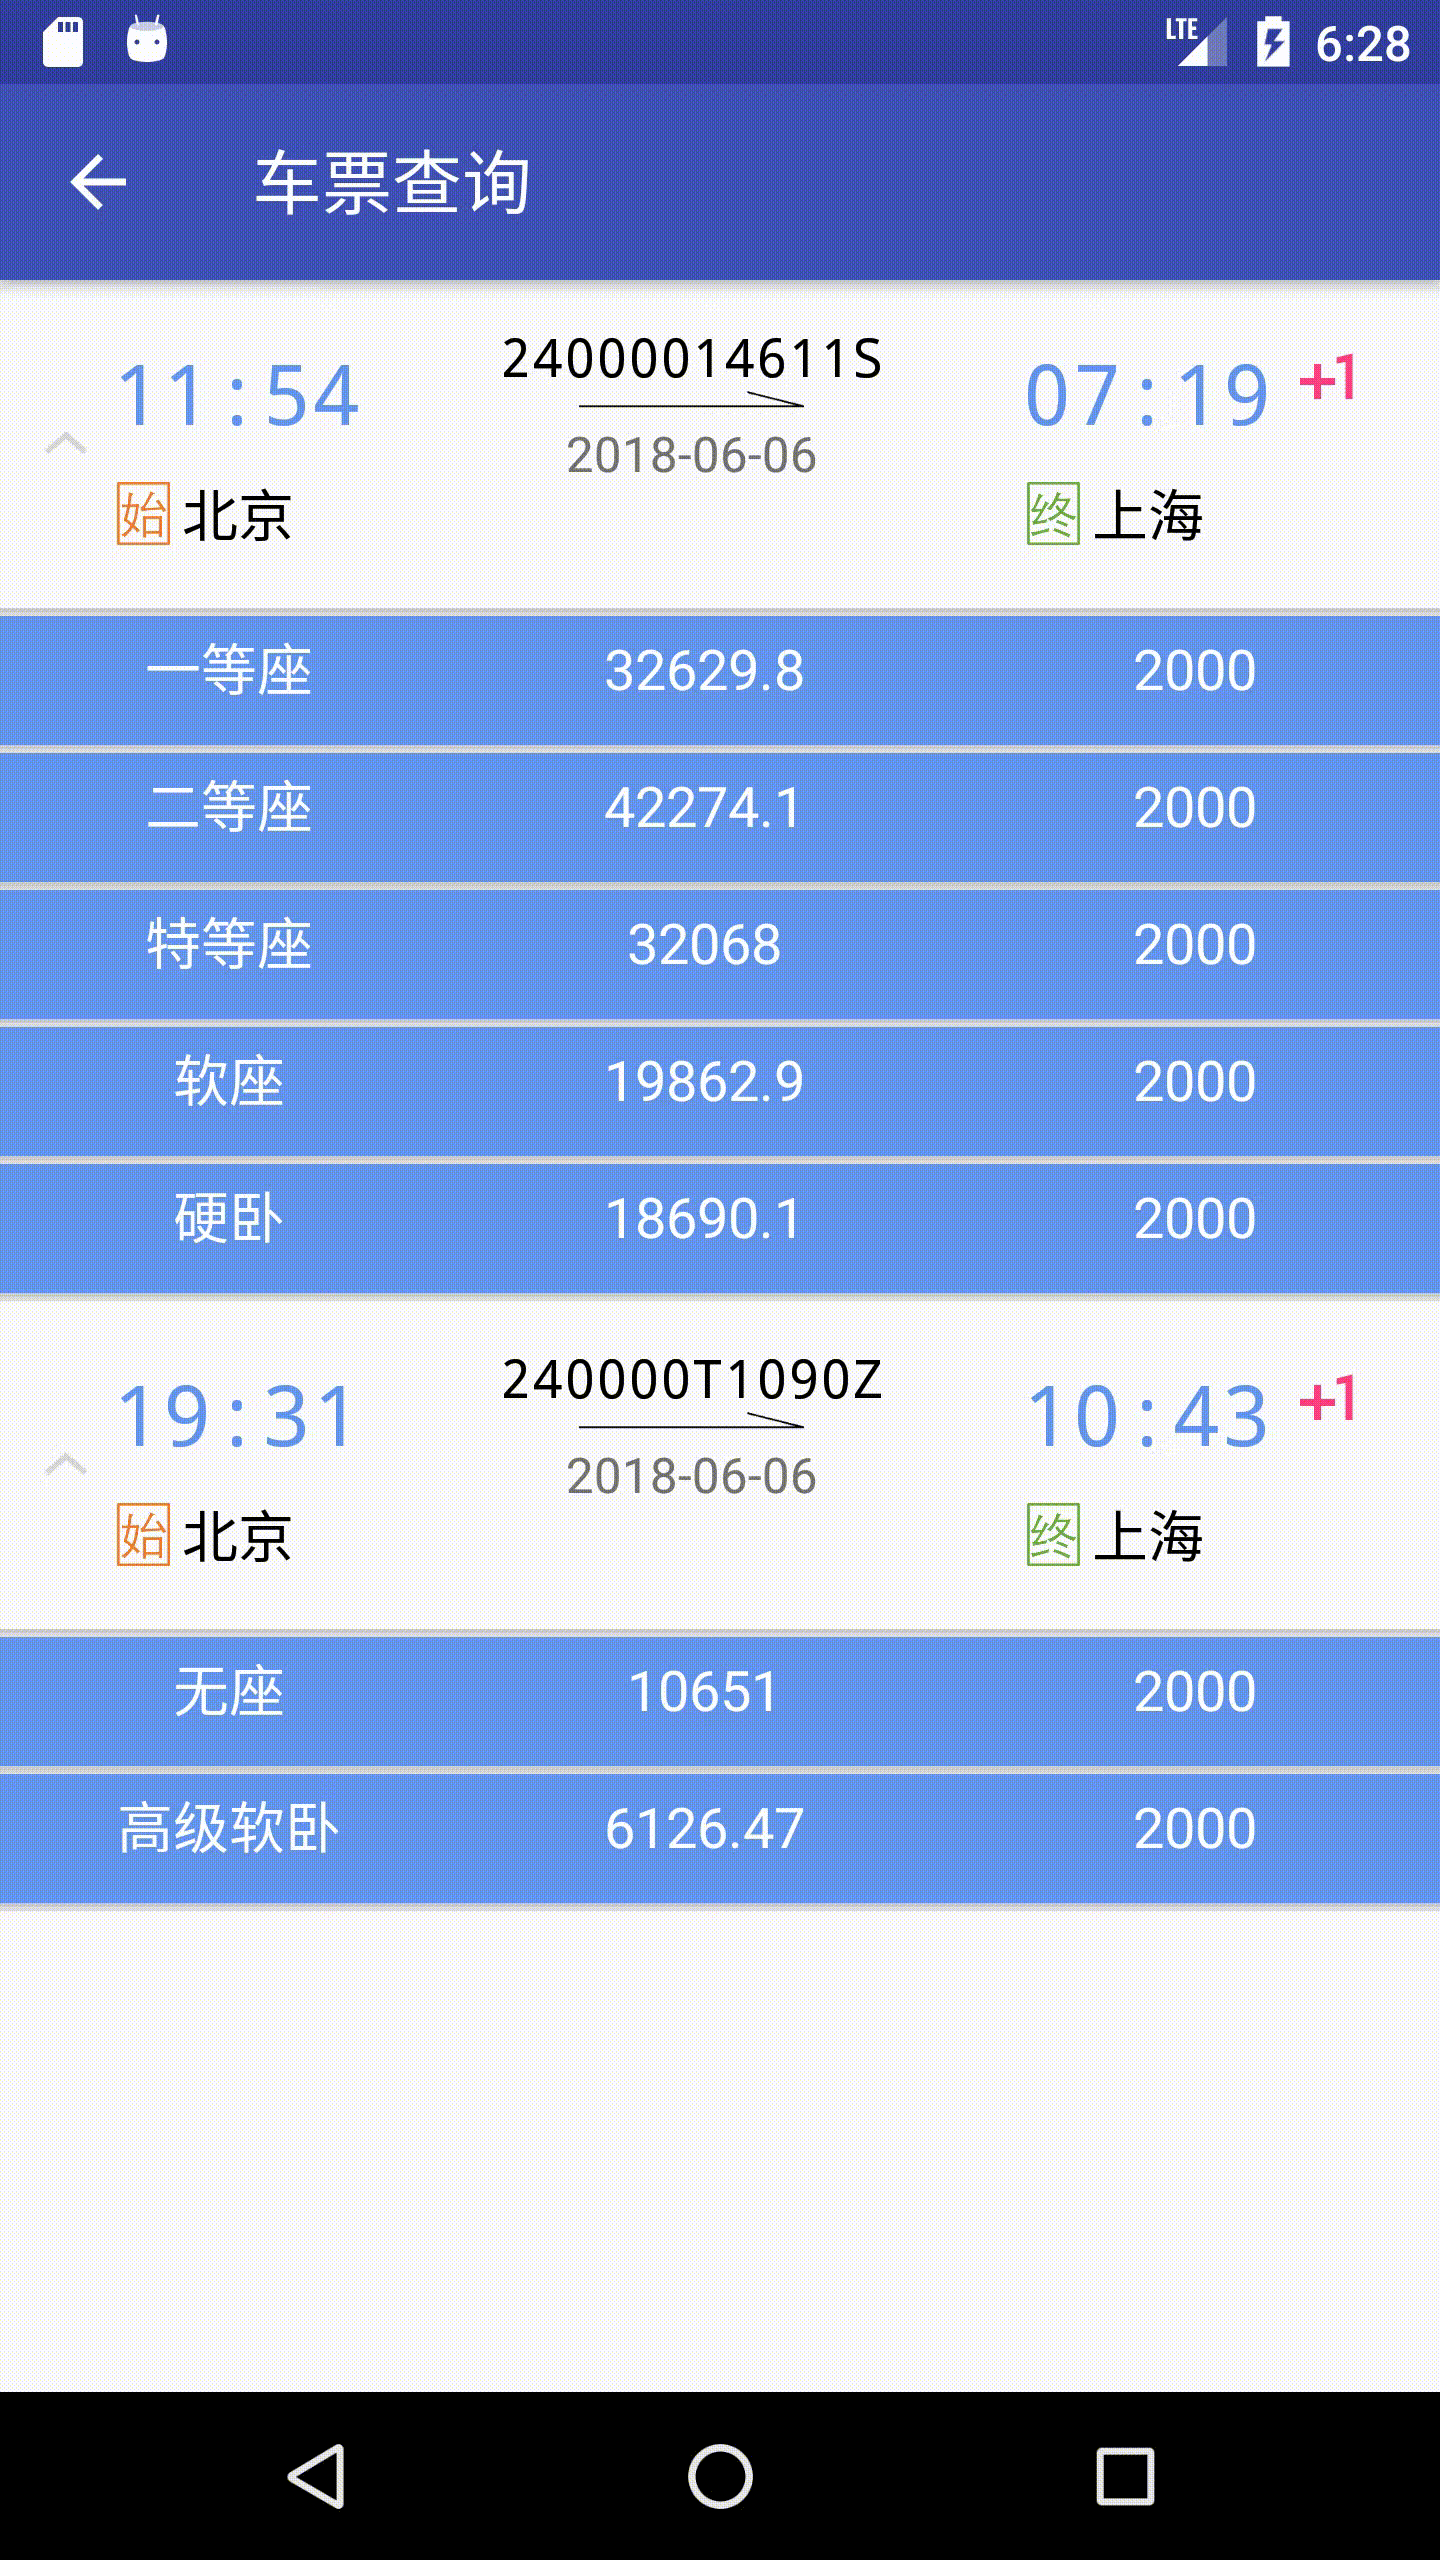 LTE 6:28
车票查询
11:54 24000014611S 07:19 +1
2018-06-06
始 北京 终 上海
一等座 32629.8 2000
二等座 42274.1 2000
特等座 32068 2000
软座 19862.9 2000
硬卧 18690.1 2000
19:31 240000T1090Z 10:43 +1
2018-06-06
始 北京 终 上海
无座 10651 2000
高级软卧 6126.47 2000